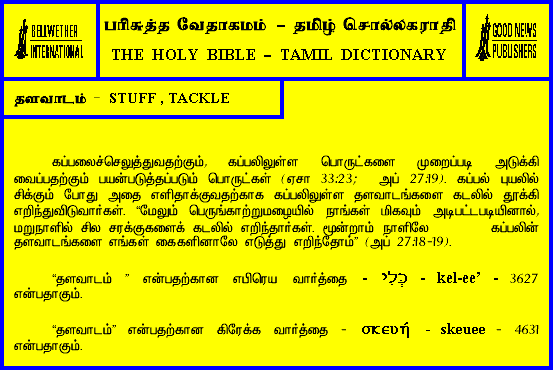 BELLWETHER
INTERNATIONAL
பரிசுத்த வேதாகமம் – தமிழ் சொல்லகராதி
THE HOLY BIBLE – TAMIL DICTIONARY
GOOD NEWS
PUBLISHERS
தளவாடம் - STUFF , TACKLE
கப்பலைச்செலுத்துவதற்கும், கப்பலிலுள்ள பொருட்களை முறைப்படி அடுக்கி
வைப்பதற்கும் பயன்படுத்தப்படும் பொருட்கள் (ஏசா 33:23; அப் 27:19). கப்பல் புயலில்
சிக்கும் போது அதை எளிதாக்குவதற்காக கப்பலிலுள்ள தளவாடங்களை கடலில் தூக்கி
எறிந்துவிடுவார்கள். “மேலும் பெருங்காற்றுமழையில் நாங்கள் மிகவும் அடிபட்டபடியினால்,
மறுநாளில் சில சரக்குகளைக் கடலில் எறிந்தார்கள். மூன்றாம் நாளிலே கப்பலின்
தளவாடங்களை எங்கள் கைகளினாலே எடுத்து எறிந்தோம்” (அப் 27:18-19).
“தளவாடம் ” என்பதற்கான எபிரெய வார்த்தை - כְּלִי - kel-ee’ - 3627
என்பதாகும்.
“தளவாடம்” என்பதற்கான கிரேக்க வார்த்தை - σκευή - skeuee - 4631
என்பதாகும்.